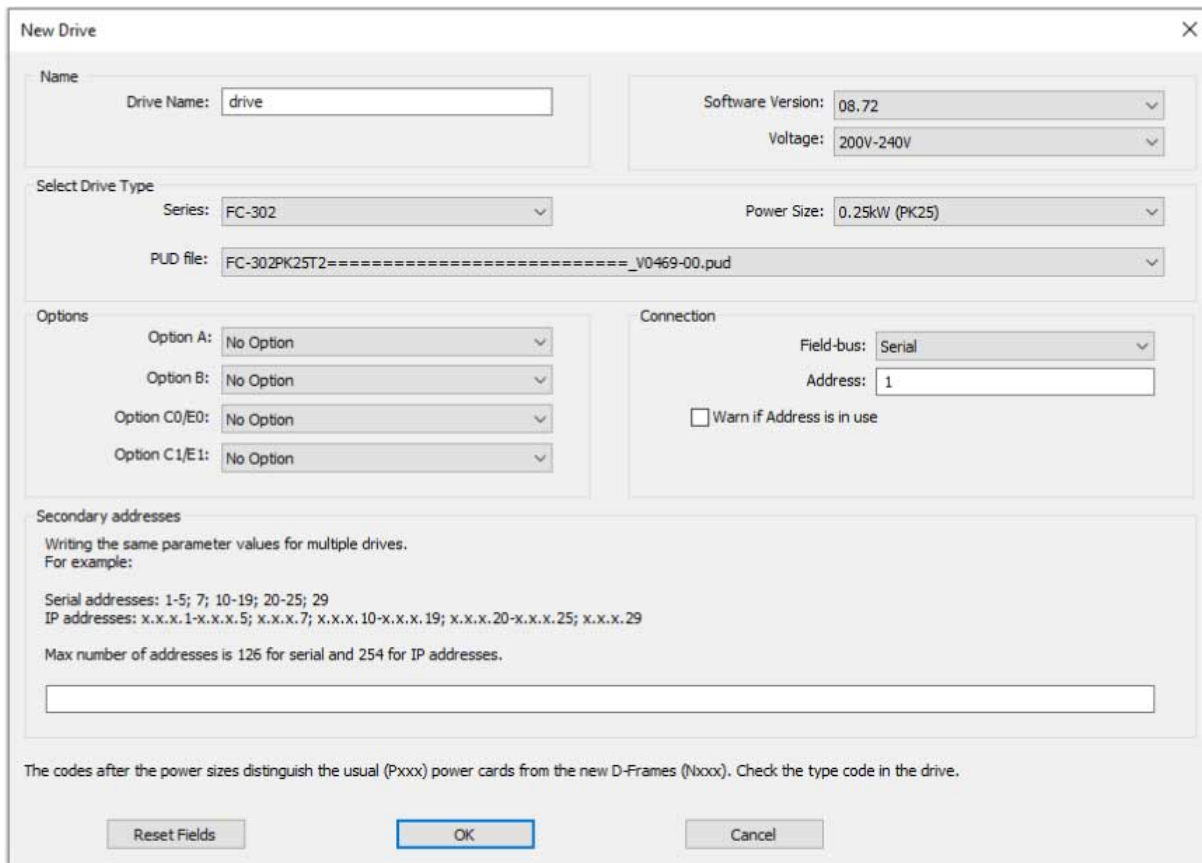 New Drive
Name
Drive Name: drive
Software Version: 08.72
Voltage: 200V-240V
Select Drive Type
Series: FC-302
Power Size: 0.25kW (PK25)
PUD file: FC-302PK25T2===========================_V0469-00.pud
Options
Option A: No Option
Option B: No Option
Option C0/E0: No Option
Option C1/E1: No Option
Connection
Field-bus: Serial
Address: 1
Warn if Address is in use
Secondary addresses
Writing the same parameter values for multiple drives.
For example:
Serial addresses: 1-5; 7; 10-19; 20-25; 29
IP addresses: x.x.x.1-x.x.x.5; x.x.x.7; x.x.x.10-x.x.x.19; x.x.x.20-x.x.x.25; x.x.x.29
Max number of addresses is 126 for serial and 254 for IP addresses.
The codes after the power sizes distinguish the usual (Pxxx) power cards from the new D-Frames (Nxxx). Check the type code in the drive.
Reset Fields
OK
Cancel